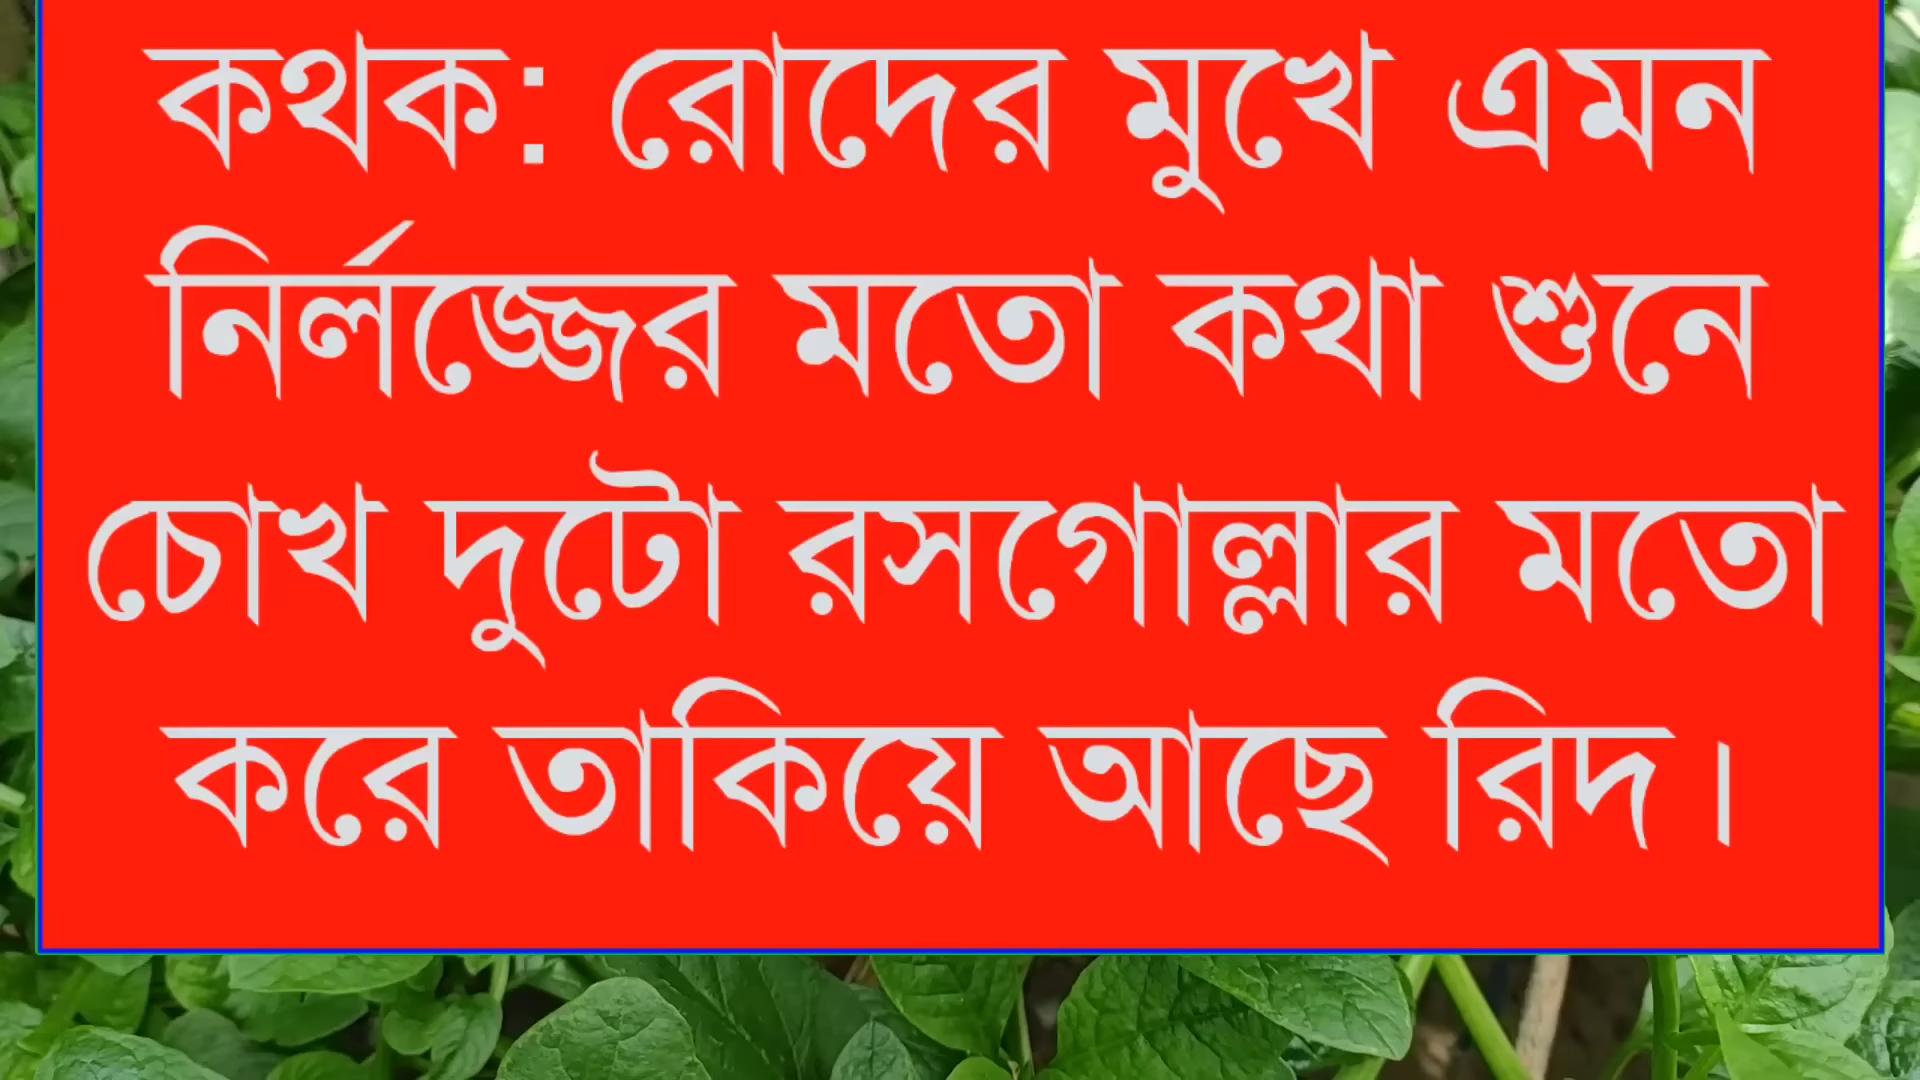 কথক: রোদের মুখে এমন
নির্লজ্জের মতো কথা শুনে
চোখ দুটো রসগোল্লার মতো
করে তাকিয়ে আছে রিদ।